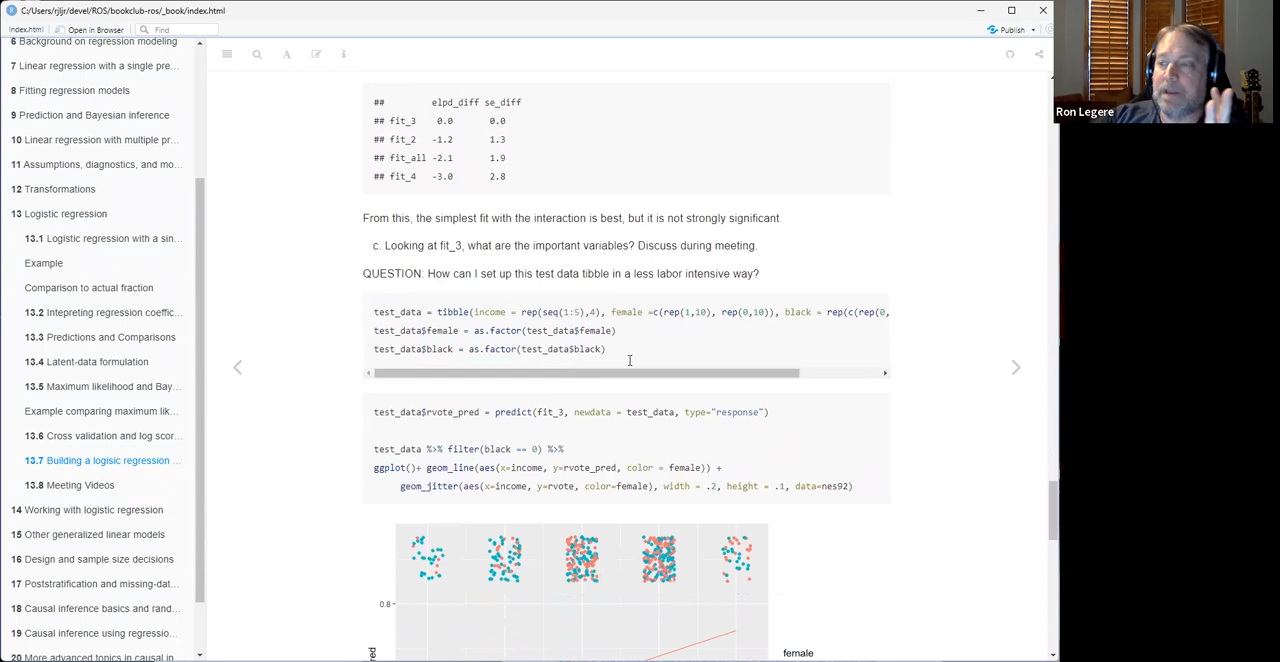 C:/Users/rjljr/devel/ROS/bookclub-ros/_book/index.html
index.html
Open in Browser
Find
Publish
6 Background on regression modeling
7 Linear regression with a single pre...
8 Fitting regression models
9 Prediction and Bayesian inference
10 Linear regression with multiple pr...
11 Assumptions, diagnostics, and mo...
12 Transformations
13 Logistic regression
13.1 Logistic regression with a sin...
Example
Comparison to actual fraction
13.2 Intepreting regression coeffic...
13.3 Predictions and Comparisons
13.4 Latent-data formulation
13.5 Maximum likelihood and Bay...
Example comparing maximum lik...
13.6 Cross validation and log scor...
13.7 Building a logisic regression ...
13.8 Meeting Videos
14 Working with logistic regression
15 Other generalized linear models
16 Design and sample size decisions
17 Poststratification and missing-dat...
18 Causal inference basics and rand...
19 Causal inference using regressio...
20 More advanced topics in causal in
## elpd_diff se_diff
## fit_3 0.0 0.0
## fit_2 -1.2 1.3
## fit_all -2.1 1.9
## fit_4 -3.0 2.8
From this, the simplest fit with the interaction is best, but it is not strongly significant
c. Looking at fit_3, what are the important variables? Discuss during meeting.
QUESTION: How can I set up this test data tibble in a less labor intensive way?
test_data = tibble(income = rep(seq(1:5),4), female =c(rep(1,10), rep(0,10)), black = rep(c(rep(0,
test_data$female = as.factor(test_data$female)
test_data$black = as.factor(test_data$black)
test_data$rvote_pred = predict(fit_3, newdata = test_data, type="response")
test_data %>% filter(black == 0) %>%
ggplot()+ geom_line(aes(x=income, y=rvote_pred, color = female)) +
geom_jitter(aes(x=income, y=rvote, color=female), width = .2, height = .1, data=nes92)
0.8
red
female
Ron Legere